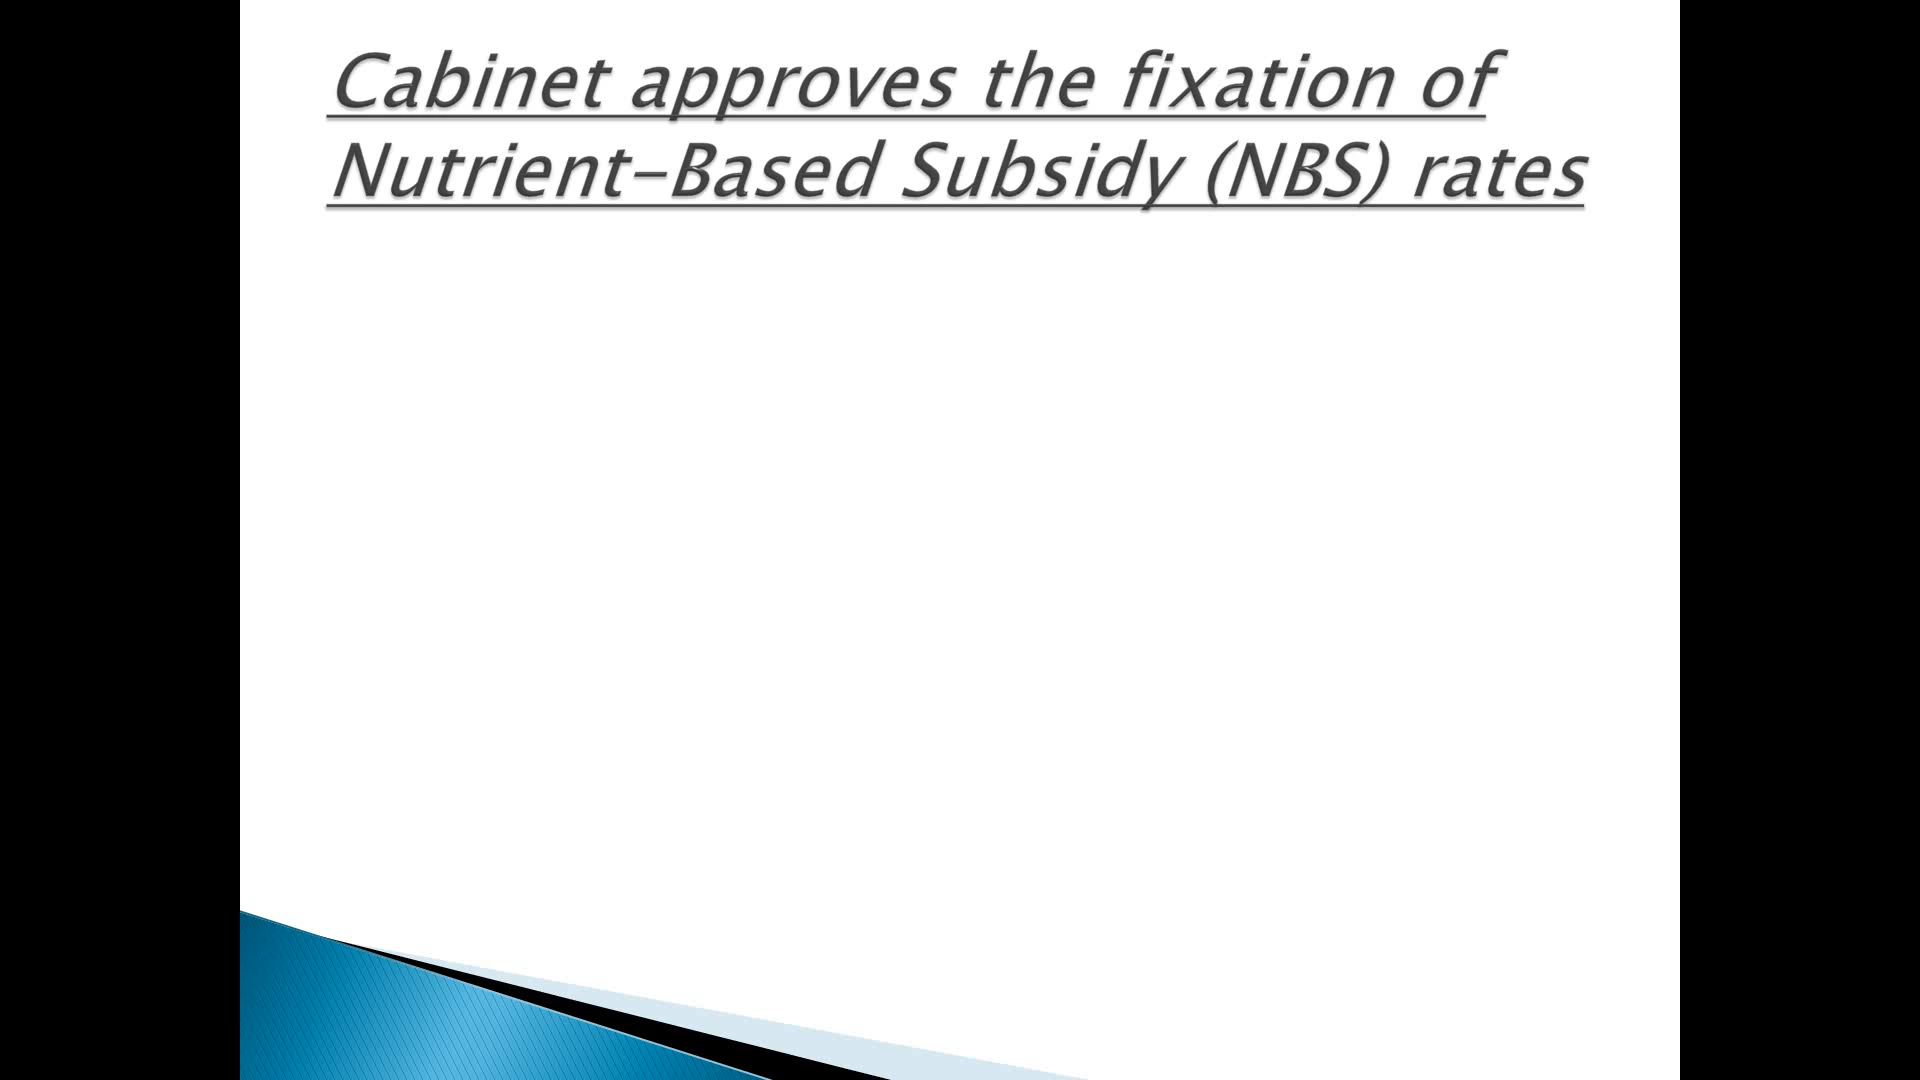 Cabinet approves the fixation of
Nutrient-Based Subsidy (NBS) rates